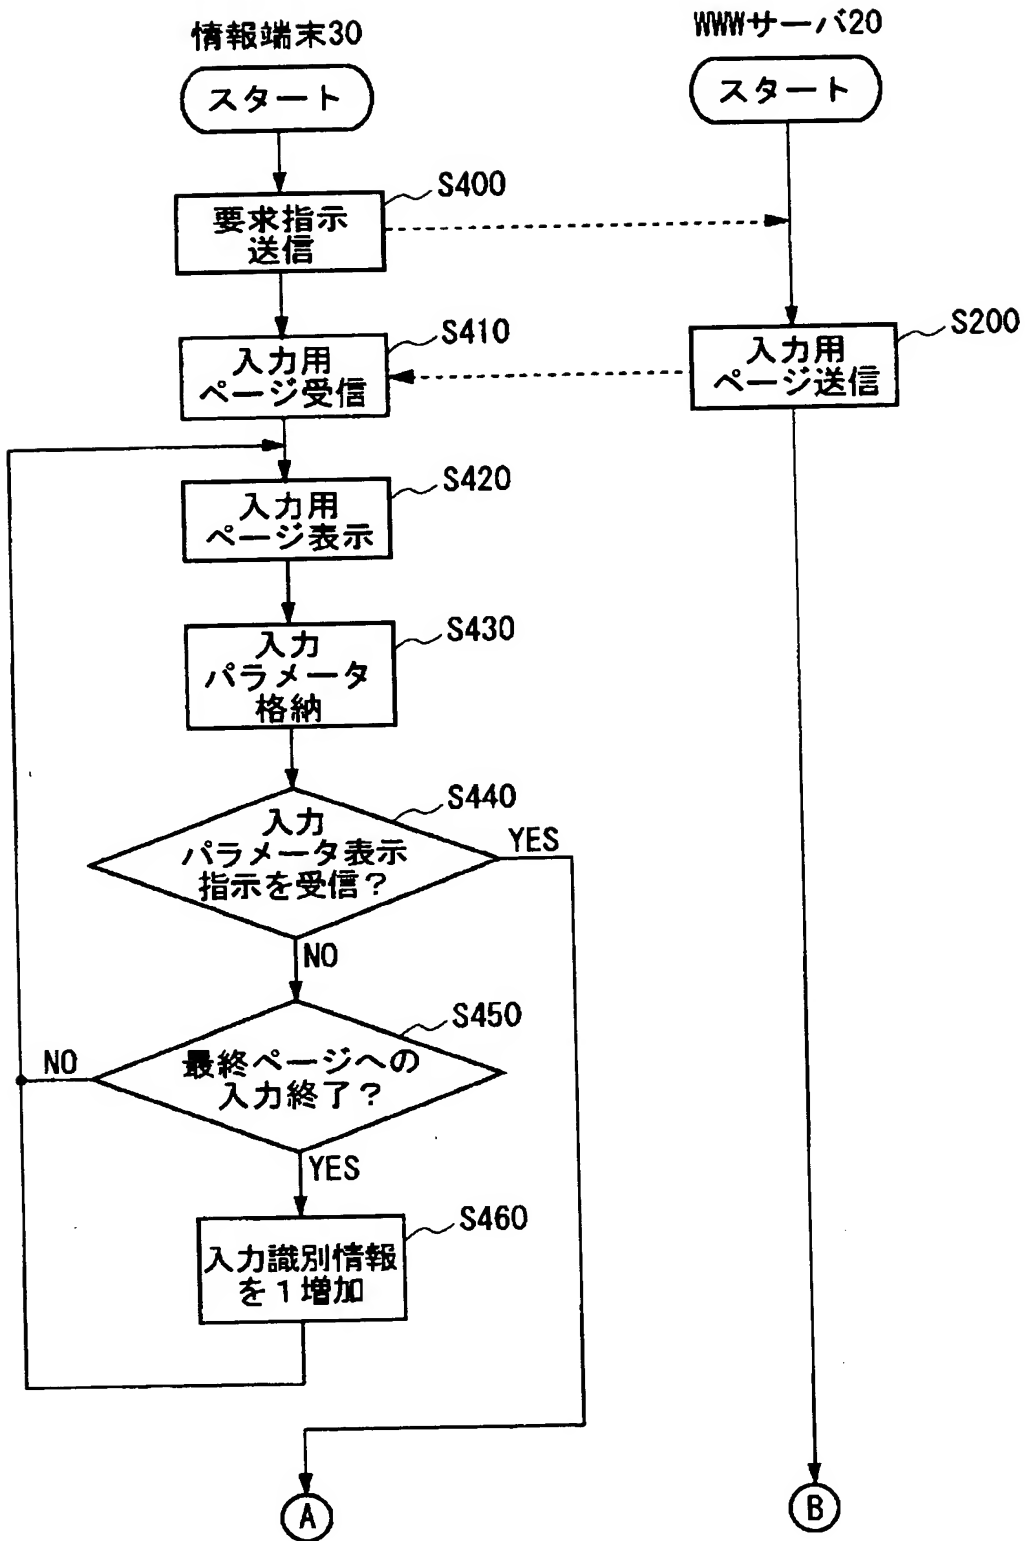 情報端末30
WWWサーバ20
スタート
スタート
S400
要求指示
送信
S410
入力用
ページ受信
S200
入力用
ページ送信
S420
入力用
ページ表示
S430
入力
パラメータ
格納
S440
入力
パラメータ表示
指示を受信？
YES
NO
S450
最終ページへの
入力終了？
NO
YES
S460
入力識別情報
を１増加
A
B